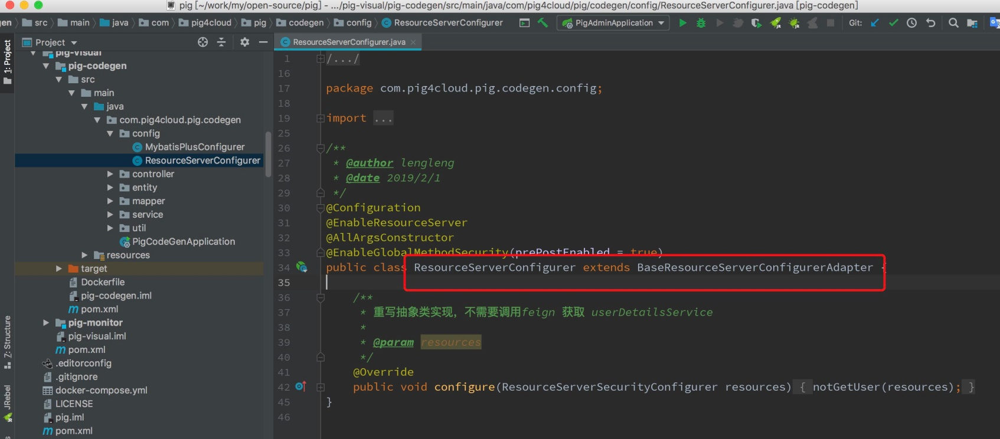 pig [~/work/my/open-source/pig] - .../pig-visual/pig-codegen/src/main/java/com/pig4cloud/pig/codegen/config/ResourceServerConfigurer.java [pig-codegen]
en src main java com pig4cloud pig codegen config ResourceServerConfigurer PigAdminApplication Git:
1: Project
Z: Structure
JRebel
Project
pig-visual
pig-codegen
src
main
java
com.pig4cloud.pig.codegen
config
MybatisPlusConfigurer
ResourceServerConfigurer
controller
entity
mapper
service
util
PigCodeGenApplication
resources
target
Dockerfile
pig-codegen.iml
pom.xml
pig-monitor
pig-visual.iml
pom.xml
.editorconfig
.gitignore
docker-compose.yml
LICENSE
pig.iml
pom.xml
ResourceServerConfigurer.java
1 /.../
16
17 package com.pig4cloud.pig.codegen.config;
18
19 import ...
25
26 /**
27 * @author lengleng
28 * @date 2019/2/1
29 */
30 @Configuration
31 @EnableResourceServer
32 @AllArgsConstructor
33 @EnableGlobalMethodSecurity(prePostEnabled = true)
34 public class ResourceServerConfigurer extends BaseResourceServerConfigurerAdapter {
35
36 /**
37 * 重写抽象类实现，不需要调用feign 获取 userDetailsService
38 *
39 * @param resources
40 */
41 @Override
42 public void configure(ResourceServerSecurityConfigurer resources) { notGetUser(resources); }
45 }
46